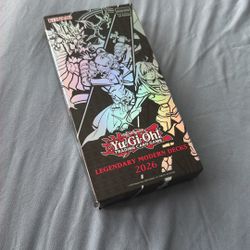 Yu-Gi-Oh!
TRADING CARD GAME
LEGENDARY MODERN DECKS
2026